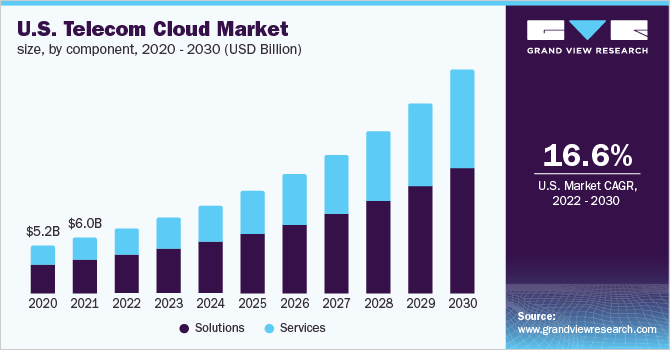 U.S. Telecom Cloud Market
size, by component, 2020 - 2030 (USD Billion)
$5.2B
$6.0B
2020 2021 2022 2023 2024 2025 2026 2027 2028 2029 2030
Solutions Services
GRAND VIEW RESEARCH
16.6%
U.S. Market CAGR,
2022 - 2030
Source:
www.grandviewresearch.com